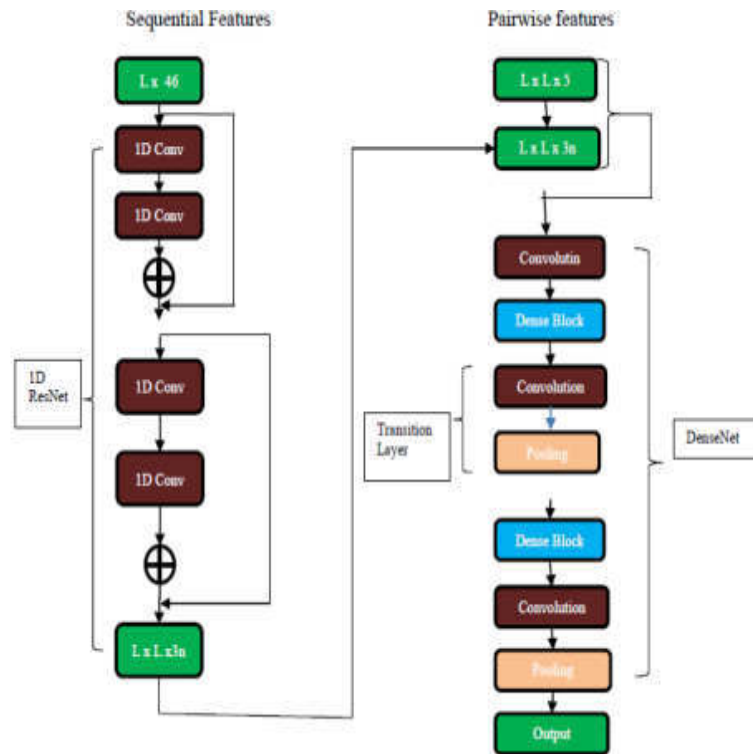 Sequential Features
L x 46
1D Conv
1D Conv
1D
ResNet
1D Conv
1D Conv
L x L x3n
Pairwise features
L x L x 5
L x L x 3n
Convolutin
Dense Block
Convolution
Transition
Layer
Pooling
DenseNet
Dense Block
Convolution
Pooling
Output